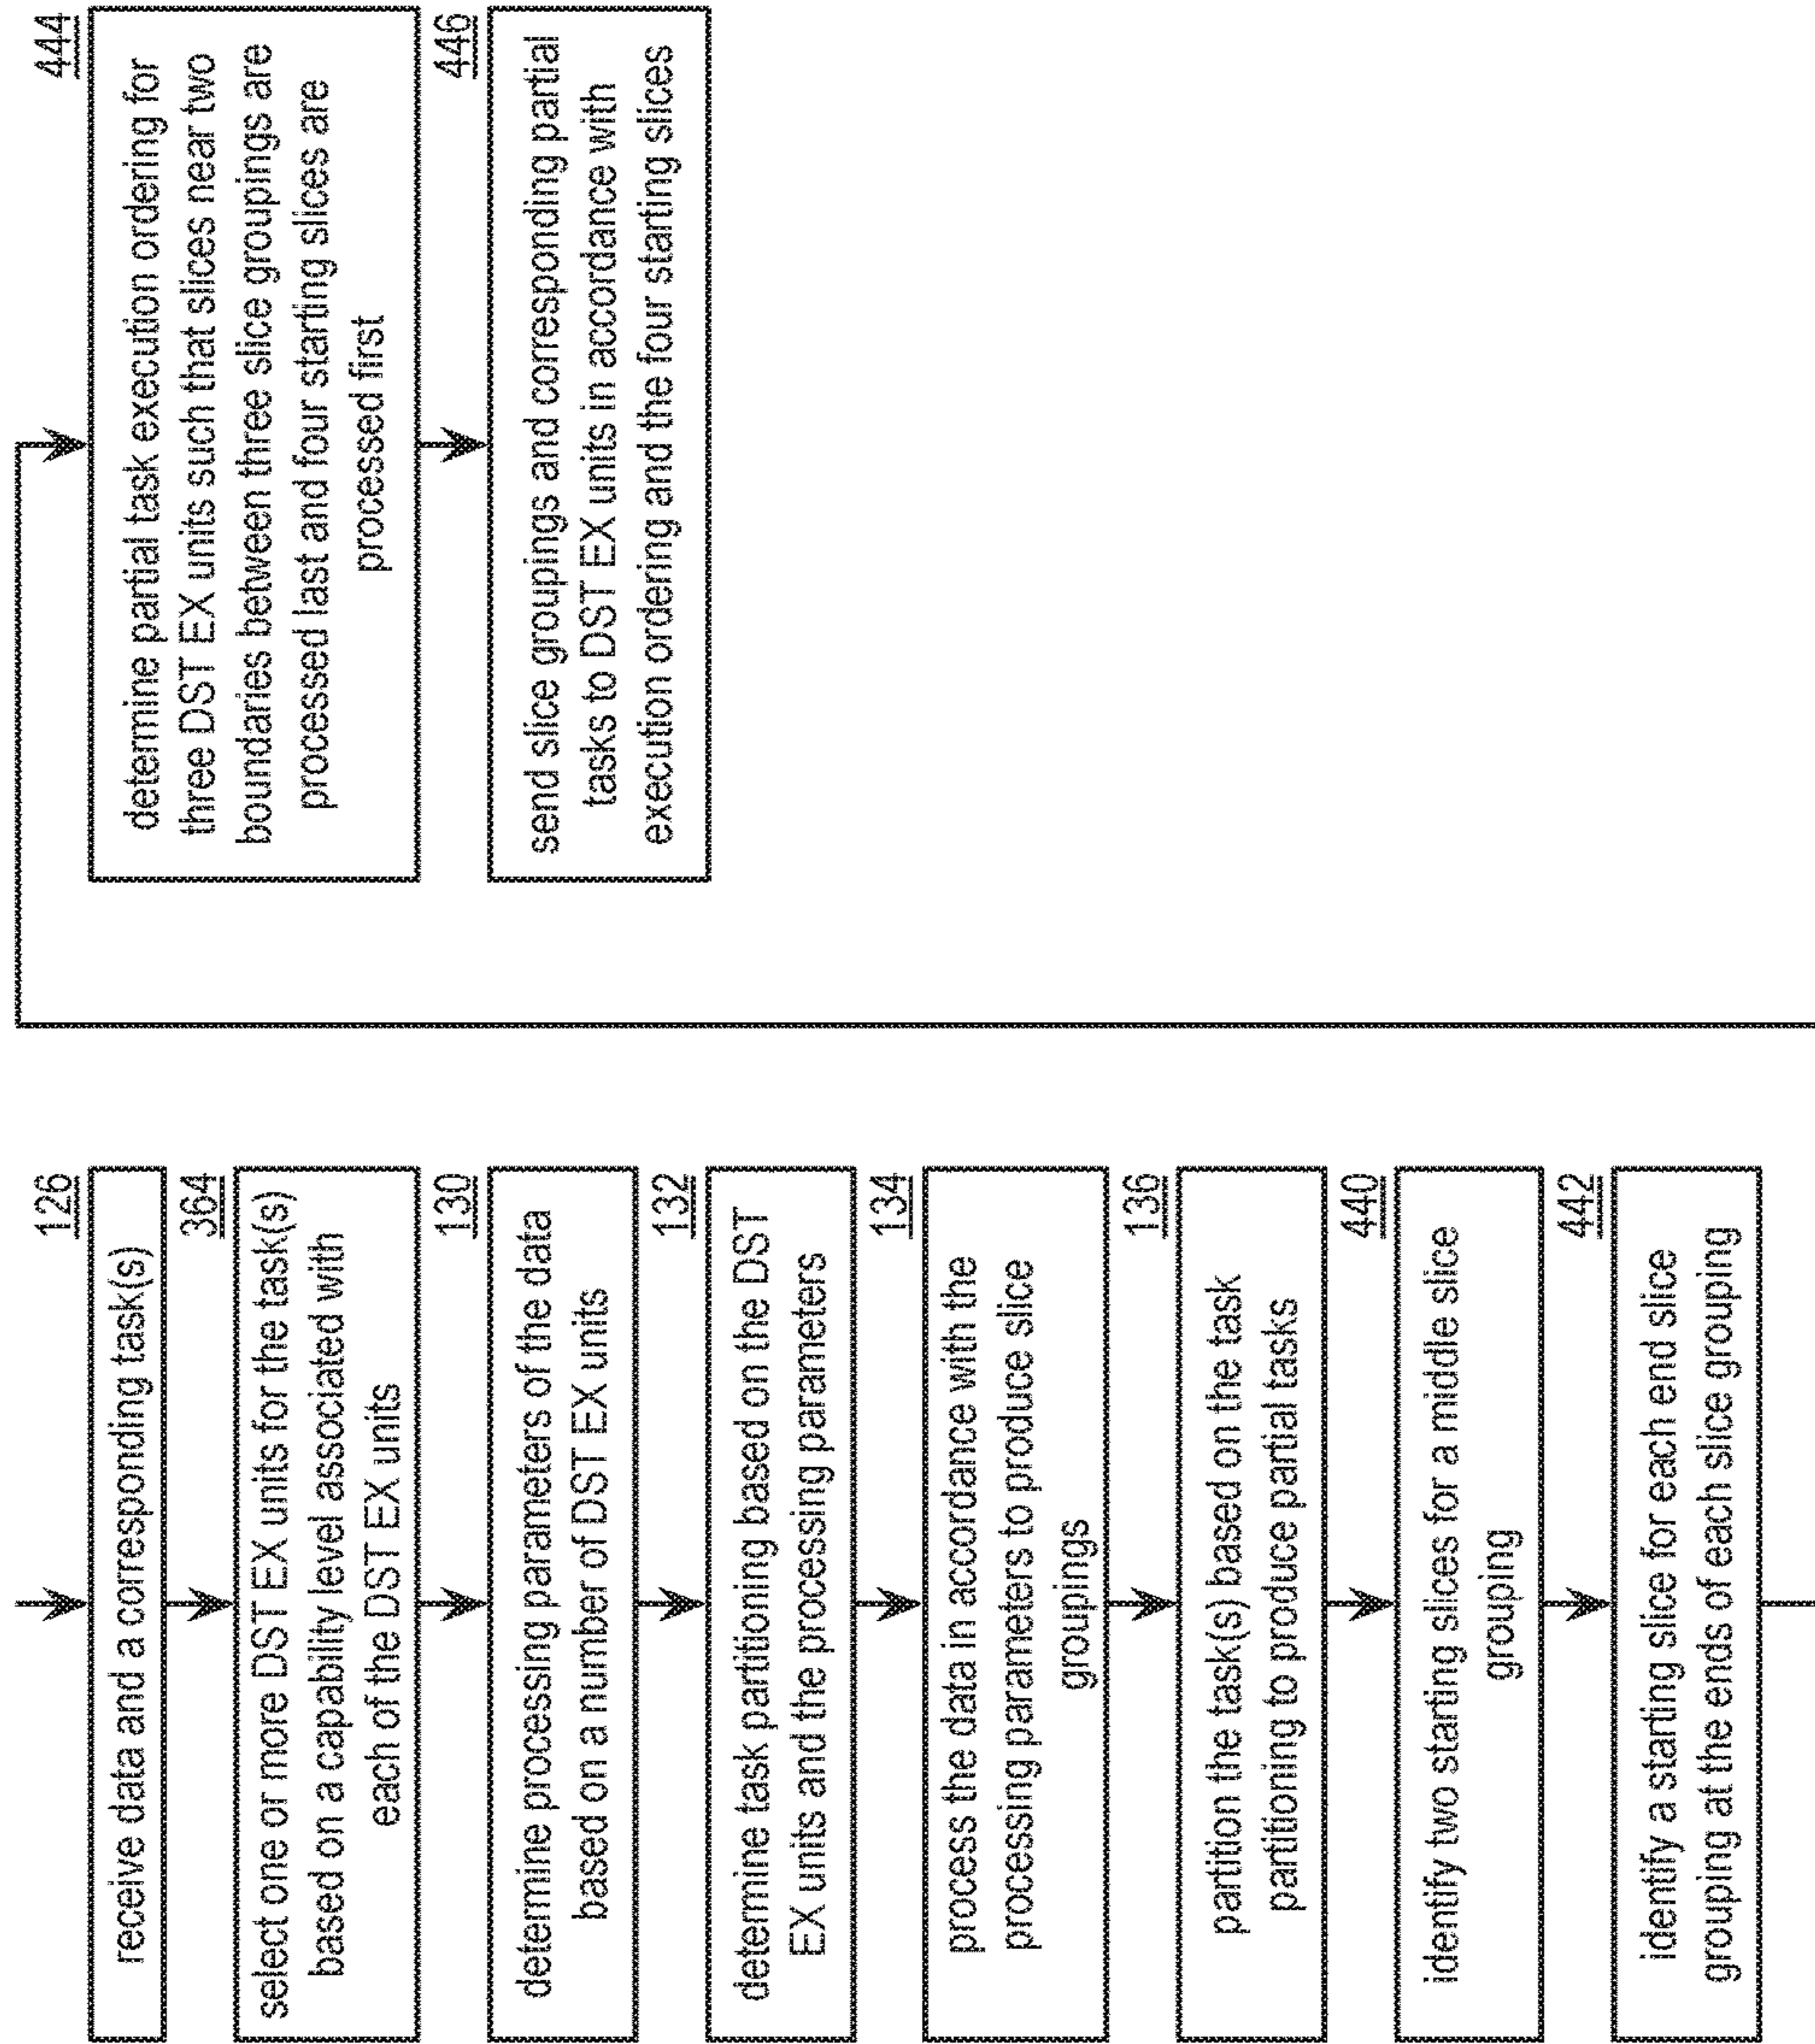 126
receive data and a corresponding task(s)
364
select one or more DST EX units for the task(s)
based on a capability level associated with
each of the DST EX units
130
determine processing parameters of the data
based on a number of DST EX units
132
determine task partitioning based on the DST
EX units and the processing parameters
134
process the data in accordance with the
processing parameters to produce slice
groupings
136
partition the task(s) based on the task
partitioning to produce partial tasks
440
identify two starting slices for a middle slice
grouping
442
identify a starting slice for each end slice
grouping at the ends of each slice grouping
444
determine partial task execution ordering for
three DST EX units such that slices near two
boundaries between three slice groupings are
processed last and four starting slices are
processed first
446
send slice groupings and corresponding partial
tasks to DST EX units in accordance with
execution ordering and the four starting slices